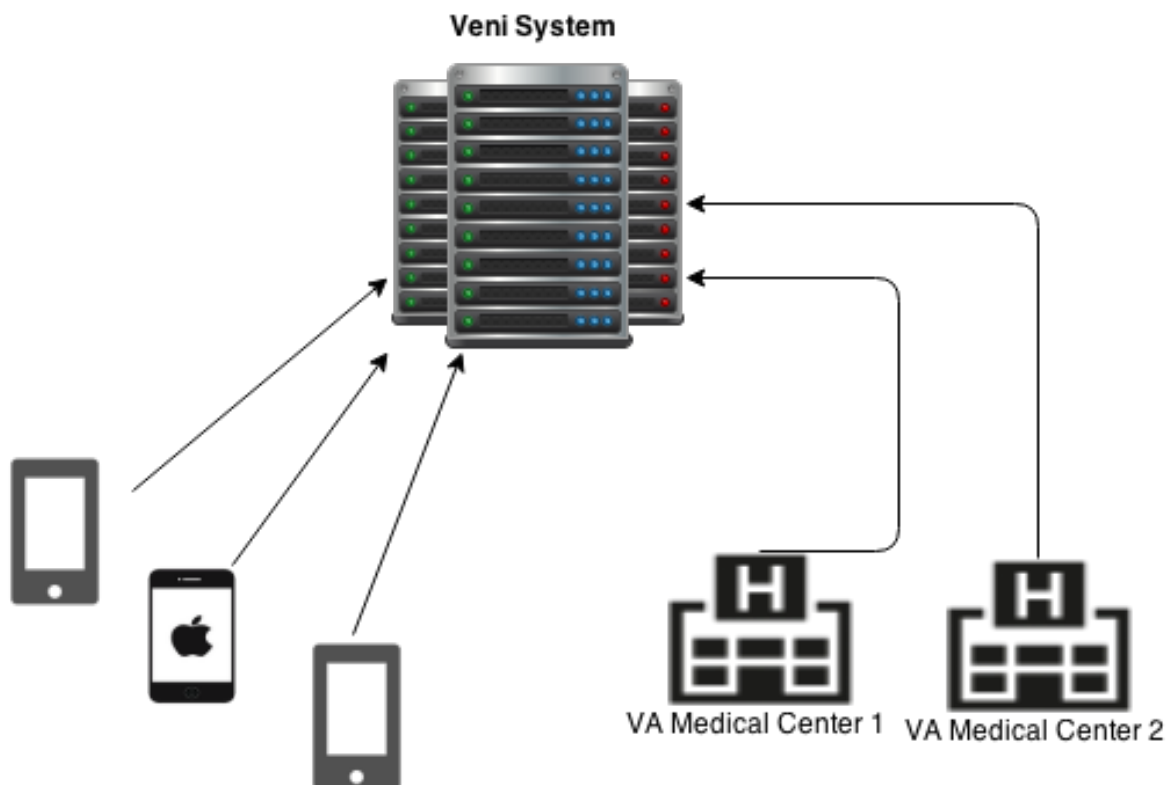 Veni System
H
H
VA Medical Center 1
VA Medical Center 2